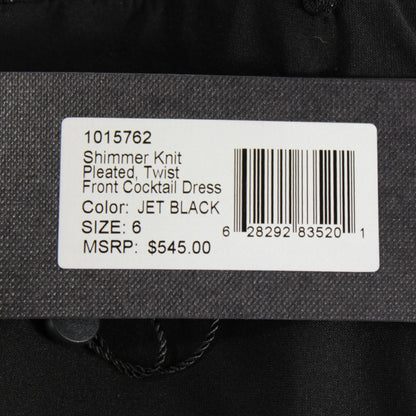 1015762
Shimmer Knit
Pleated, Twist
Front Cocktail Dress
Color: JET BLACK
SIZE: 6
MSRP: $545.00
6 28292 83520 1